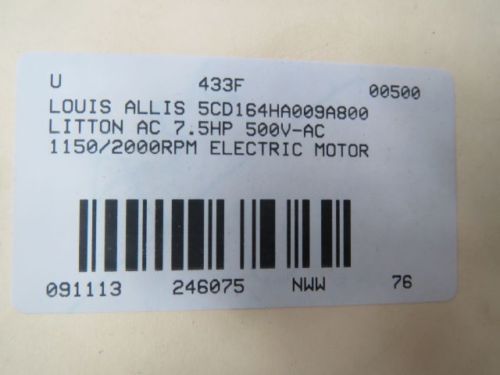 U 433F 00500
LOUIS ALLIS 5CD164HA009A800
LITTON AC 7.5HP 500V-AC
1150/2000RPM ELECTRIC MOTOR
091113 246075 NWW 76